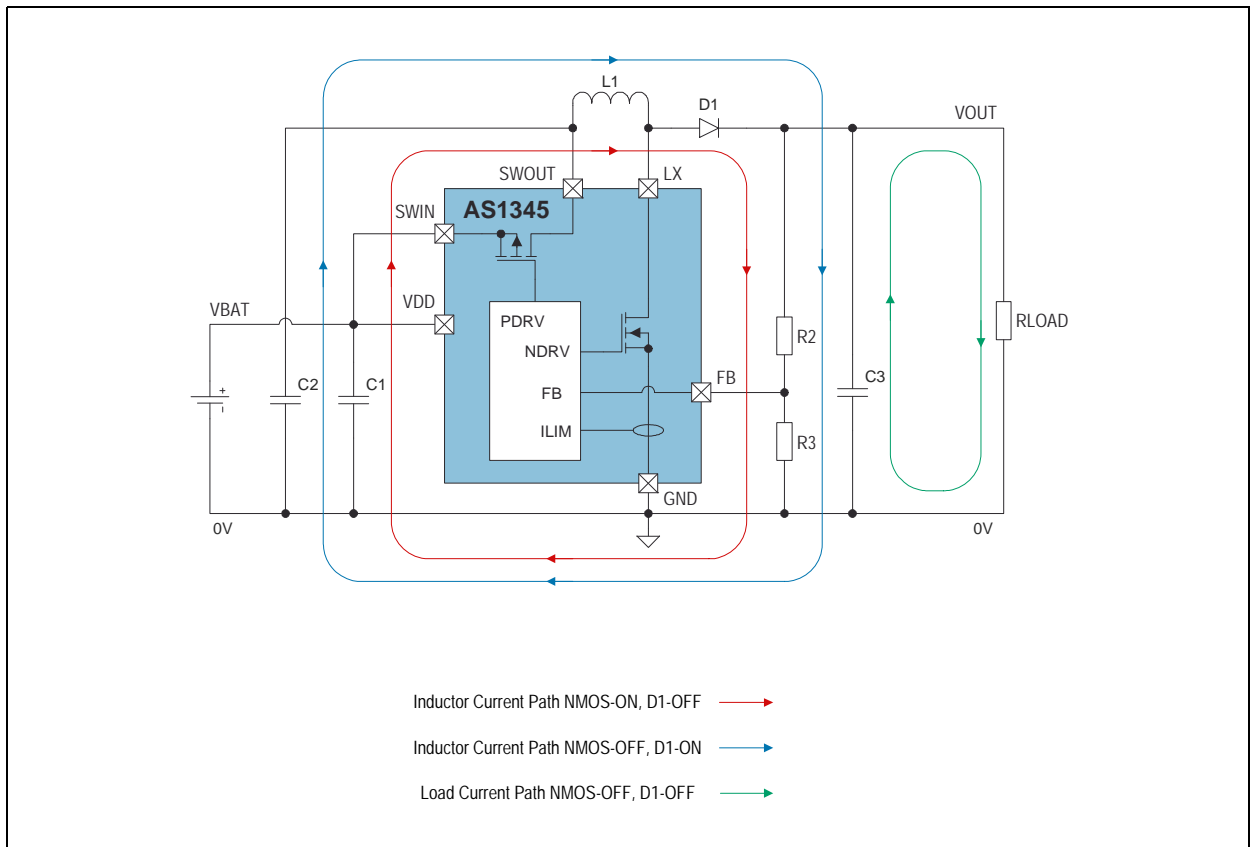 L1
D1
VOUT
SWOUT
LX
AS1345
SWIN
VBAT
VDD
PDRV
NDRV
R2
RLOAD
+
-
C2
C1
FB
FB
C3
ILIM
R3
GND
0V
0V
Inductor Current Path NMOS-ON, D1-OFF
Inductor Current Path NMOS-OFF, D1-ON
Load Current Path NMOS-OFF, D1-OFF